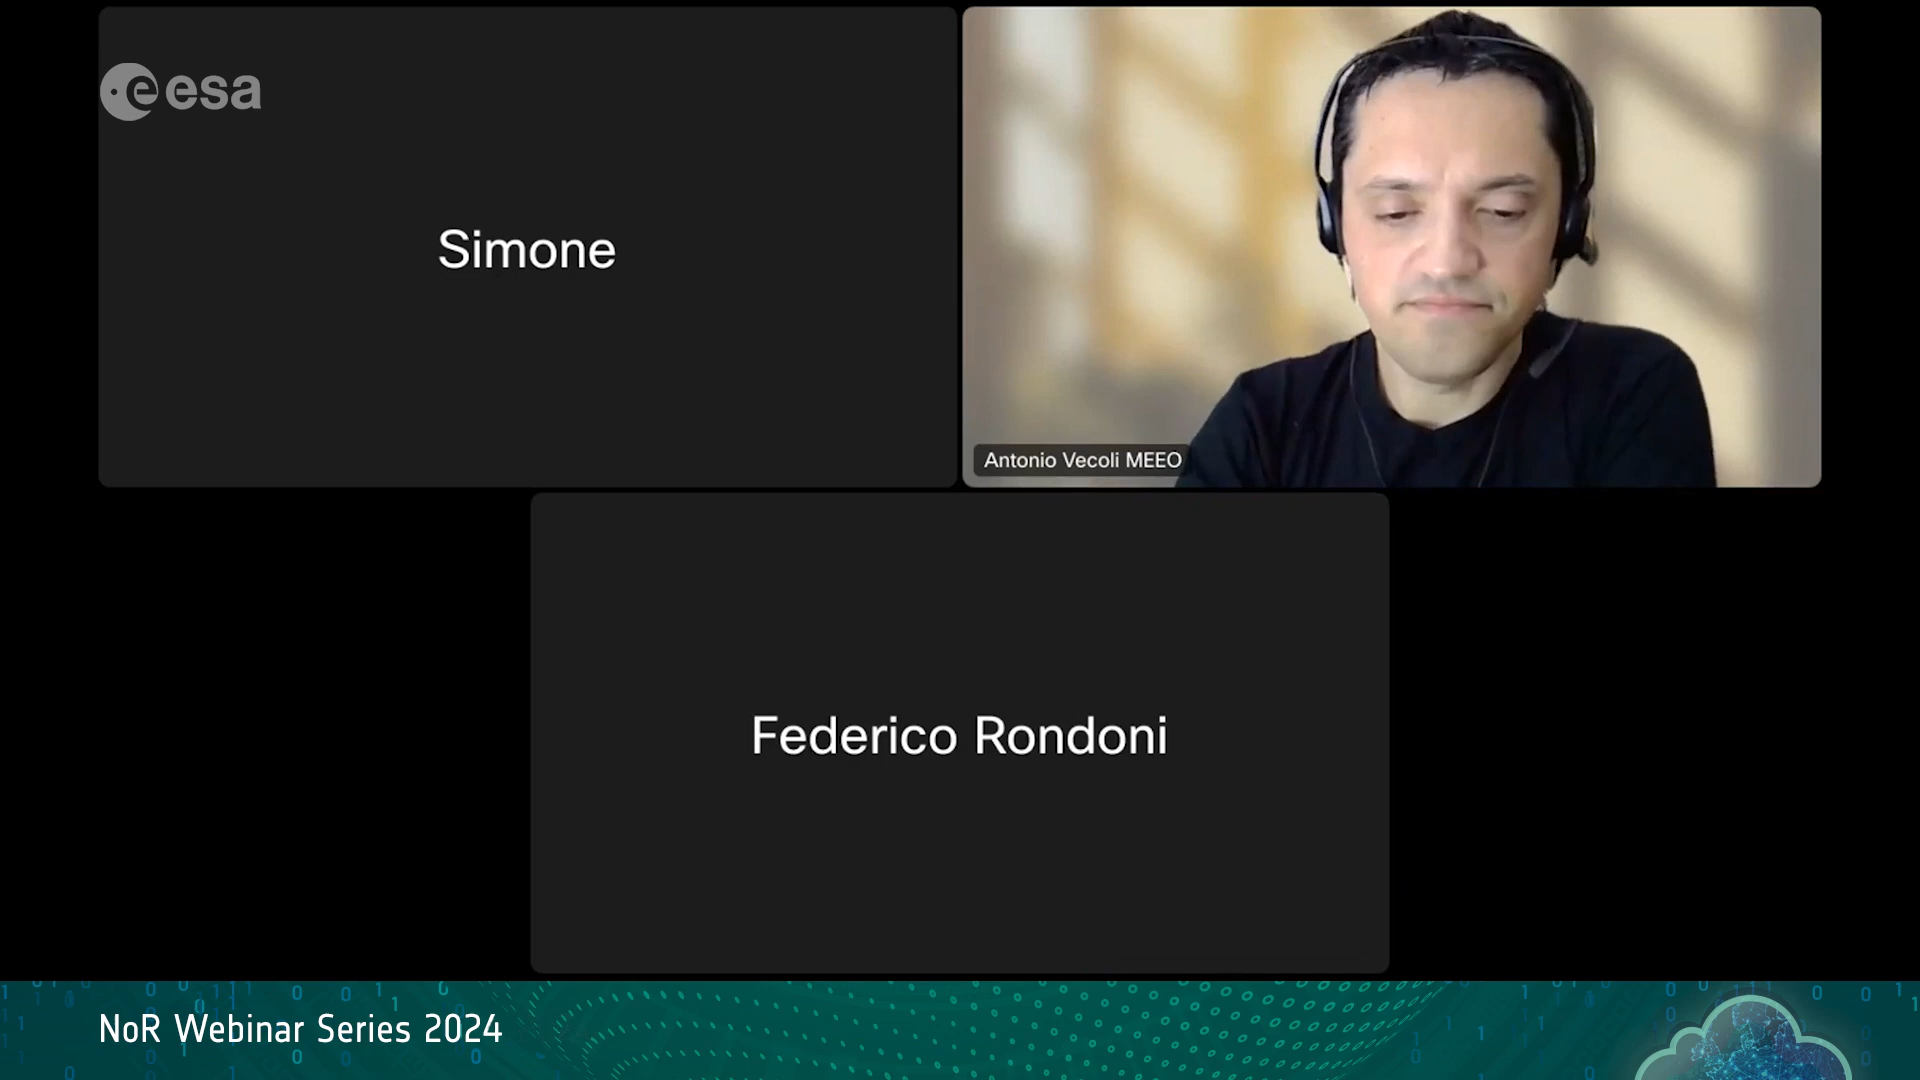 esa
Simone
Antonio Vecoli MEEO
Federico Rondoni
NoR Webinar Series 2024